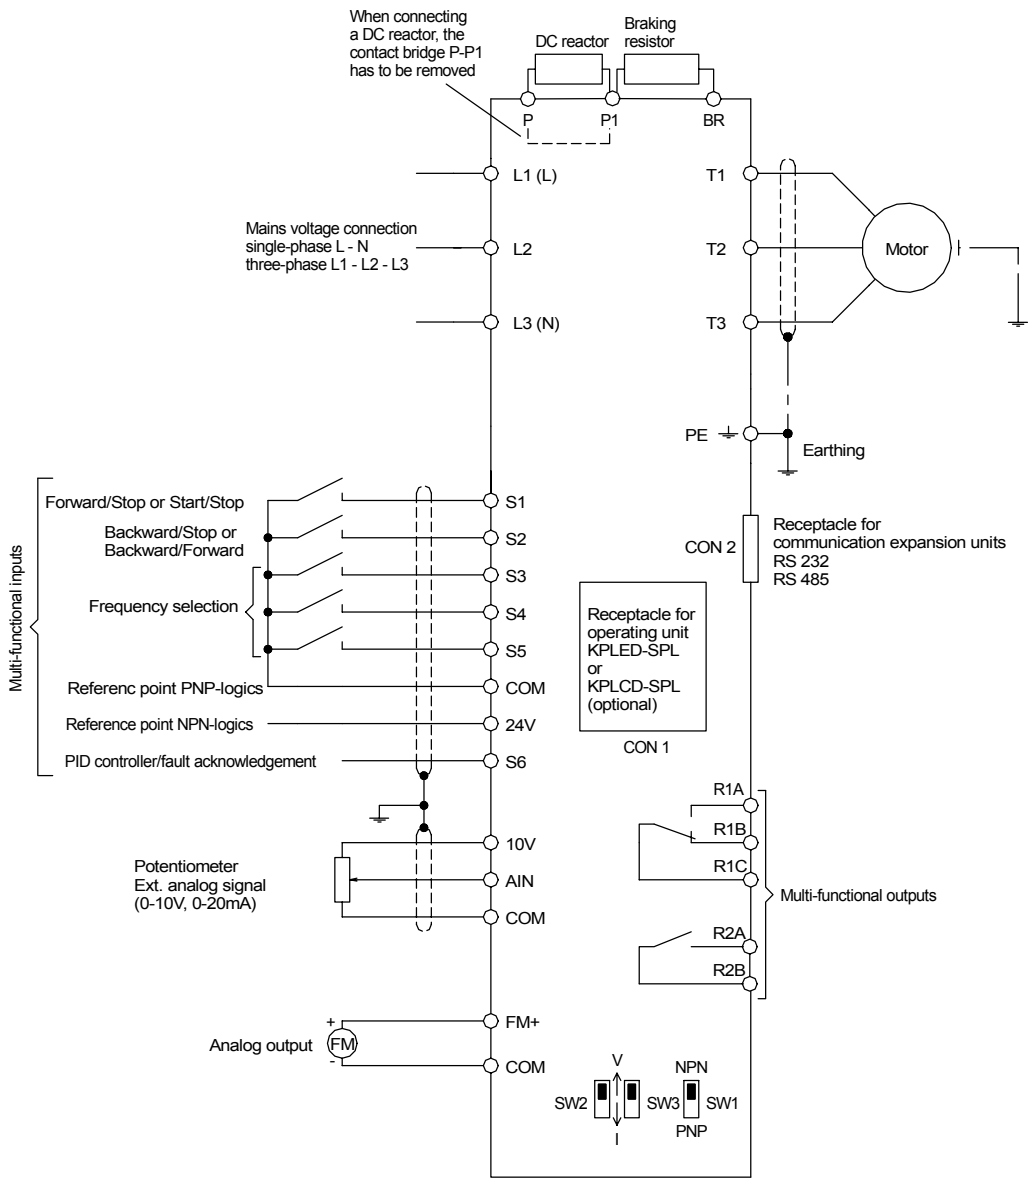 When connecting
a DC reactor, the
contact bridge P-P1
has to be removed
DC reactor
Braking
resistor
P
P1
BR
L1 (L)
T1
Mains voltage connection
single-phase L - N
three-phase L1 - L2 - L3
L2
T2
Motor
L3 (N)
T3
PE
Earthing
Multi-functional inputs
Forward/Stop or Start/Stop
S1
Backward/Stop or
Backward/Forward
S2
S3
Frequency selection
S4
S5
Referenc point PNP-logics
COM
Reference point NPN-logics
24V
PID controller/fault acknowledgement
S6
CON 2
Receptacle for
communication expansion units
RS 232
RS 485
Receptacle for
operating unit
KPLED-SPL
or
KPLCD-SPL
(optional)
CON 1
Potentiometer
Ext. analog signal
(0-10V, 0-20mA)
10V
AIN
COM
R1A
R1B
R1C
Multi-functional outputs
R2A
R2B
Analog output
+
FM
-
FM+
COM
V
NPN
SW2
SW3
SW1
I
PNP